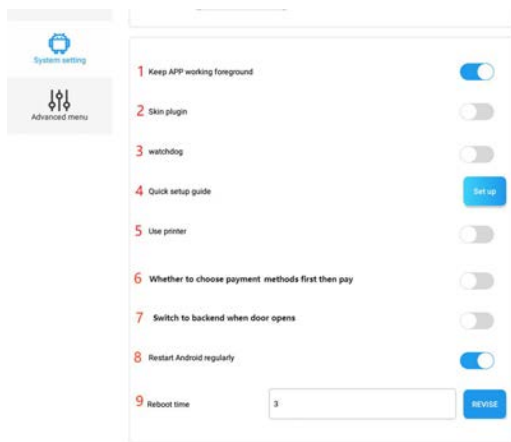 System setting
Advanced menu
1 Keep APP working foreground
2 Skin plugin
3 watchdog
4 Quick setup guide
Set up
5 Use printer
6 Whether to choose payment methods first then pay
7 Switch to backend when door opens
8 Restart Android regularly
9 Reboot time
3
REVISE